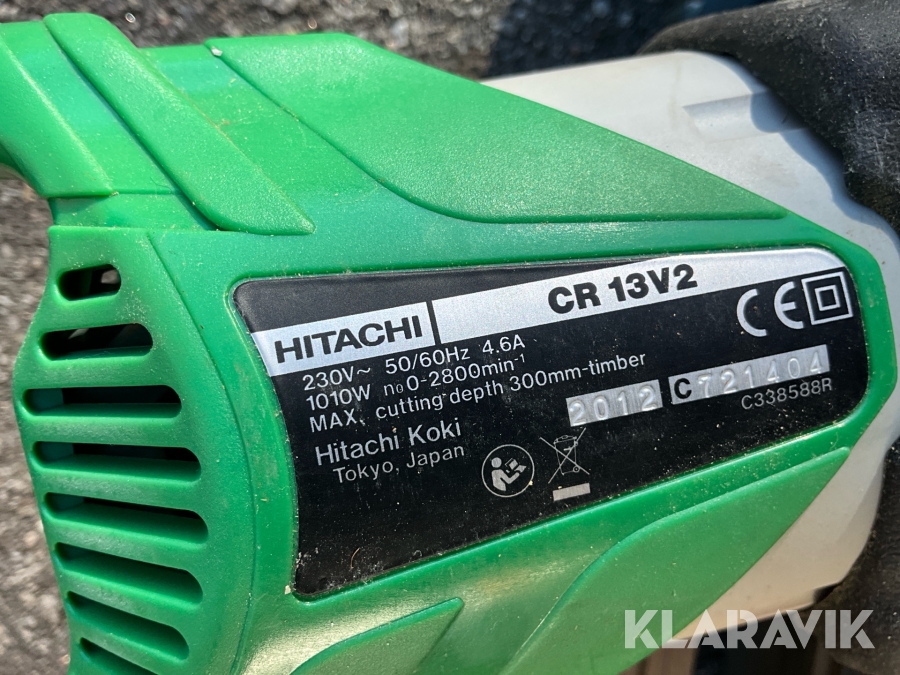 HITACHI CR 13V2
230V~ 50/60Hz 4.6A
1010W n₀0-2800min⁻¹
MAX. cutting depth 300mm-timber
Hitachi Koki
Tokyo, Japan
2012 C721404
C338588R
CE
KLARAVIK